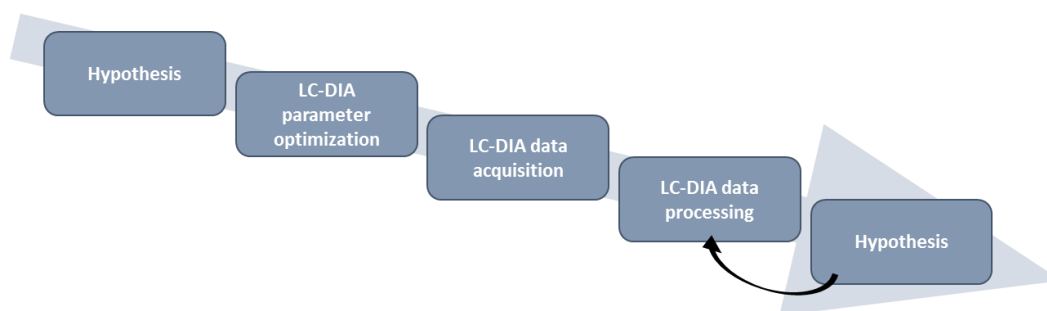 Hypothesis
LC-DIA
parameter
optimization
LC-DIA data
acquisition
LC-DIA data
processing
Hypothesis